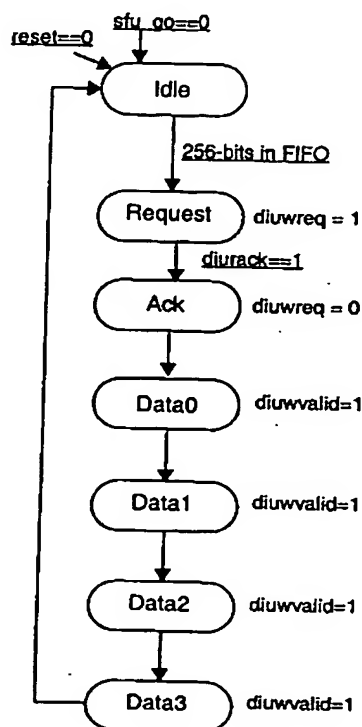 sfu_go==0
reset==0
Idle
256-bits in FIFO
Request diuwreq = 1
diurack==1
Ack diuwreq = 0
Data0 diuwvalid=1
Data1 diuwvalid=1
Data2 diuwvalid=1
Data3 diuwvalid=1